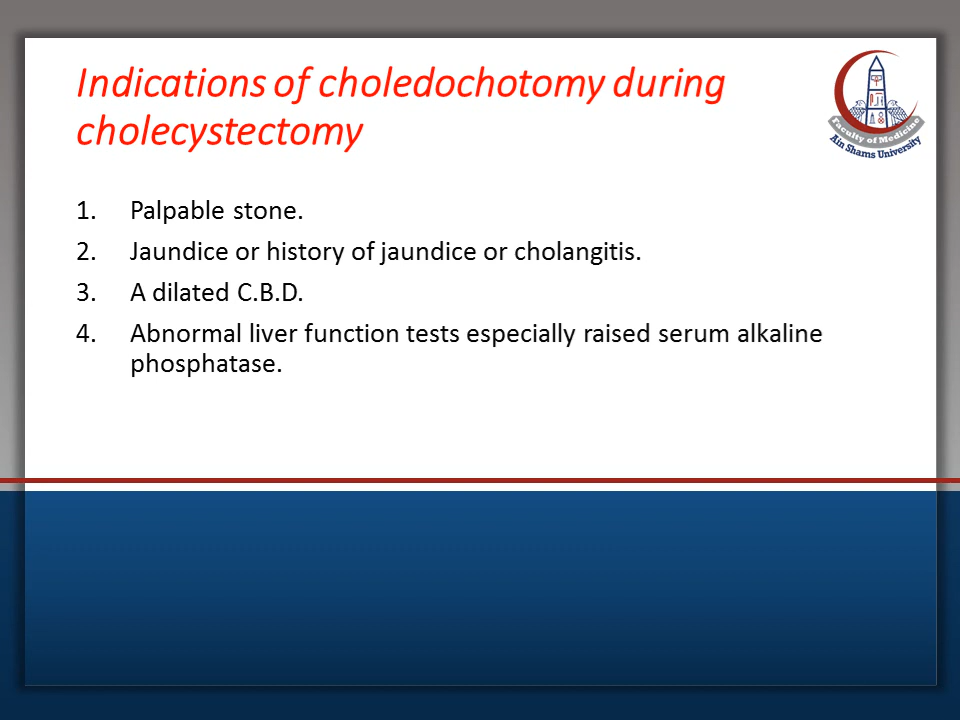 Indications of choledochotomy during
cholecystectomy
Faculty of Medicine
Ain Shams University
1. Palpable stone.
2. Jaundice or history of jaundice or cholangitis.
3. A dilated C.B.D.
4. Abnormal liver function tests especially raised serum alkaline
phosphatase.